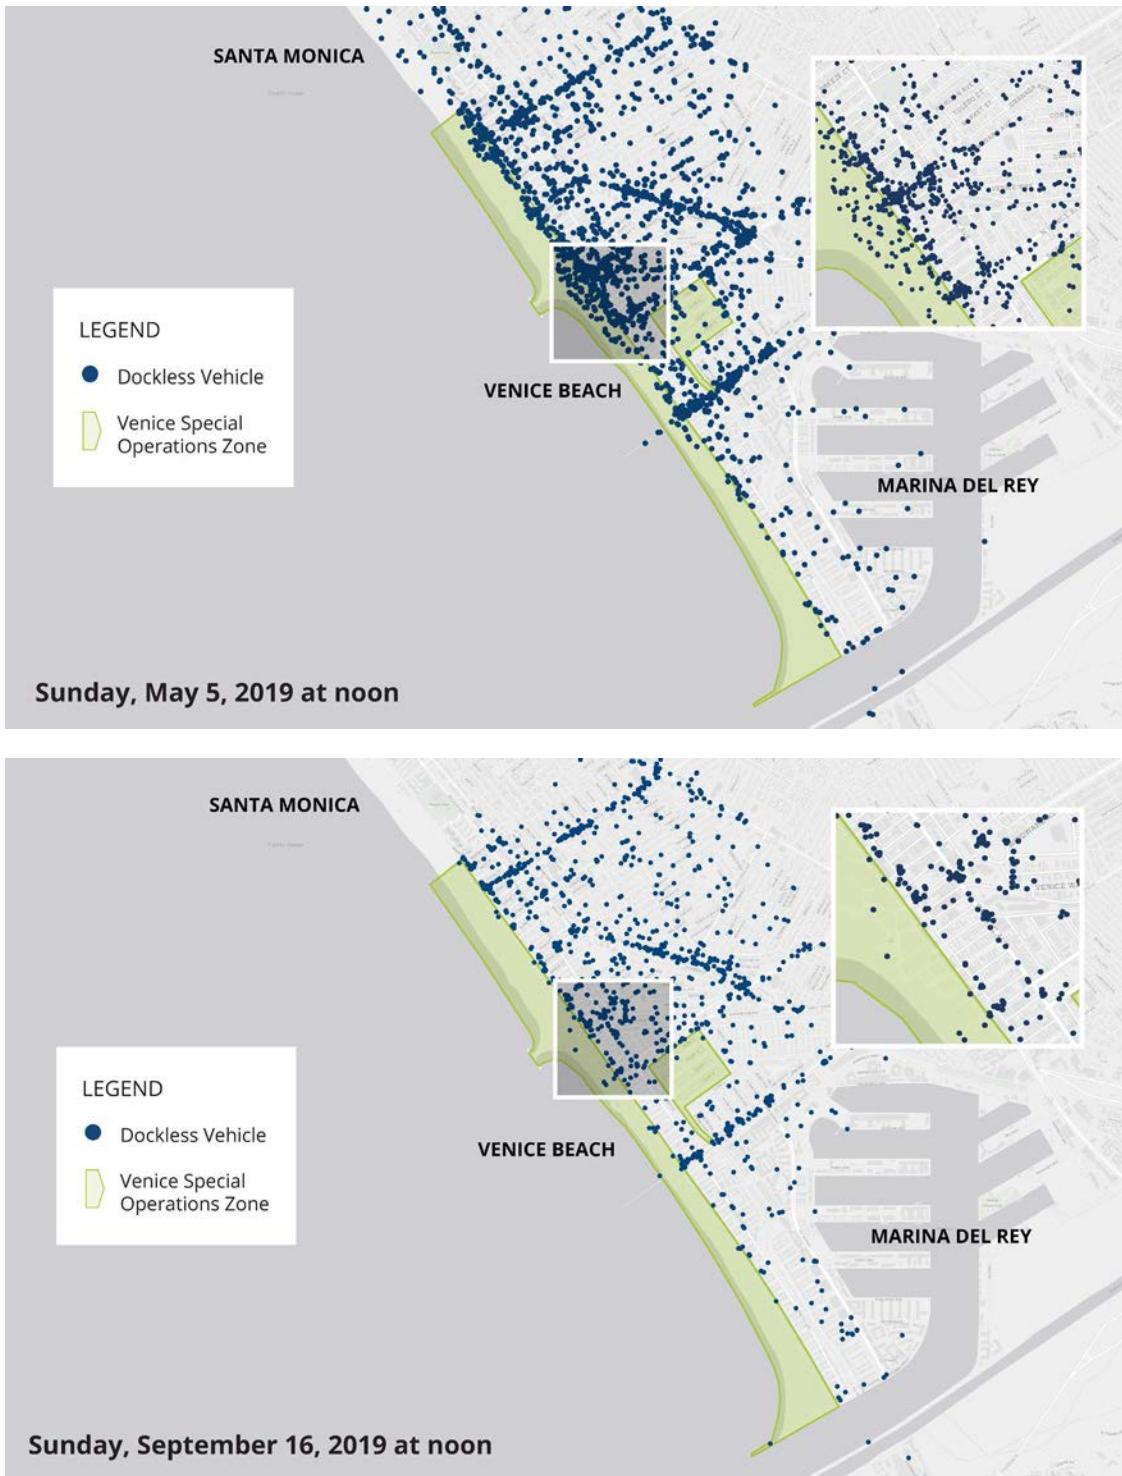 SANTA MONICA
LEGEND
Dockless Vehicle
Venice Special
Operations Zone
VENICE BEACH
MARINA DEL REY
Sunday, May 5, 2019 at noon
SANTA MONICA
VENICE WA
LEGEND
Dockless Vehicle
Venice Special
Operations Zone
VENICE BEACH
MARINA DEL REY
Sunday, September 16, 2019 at noon